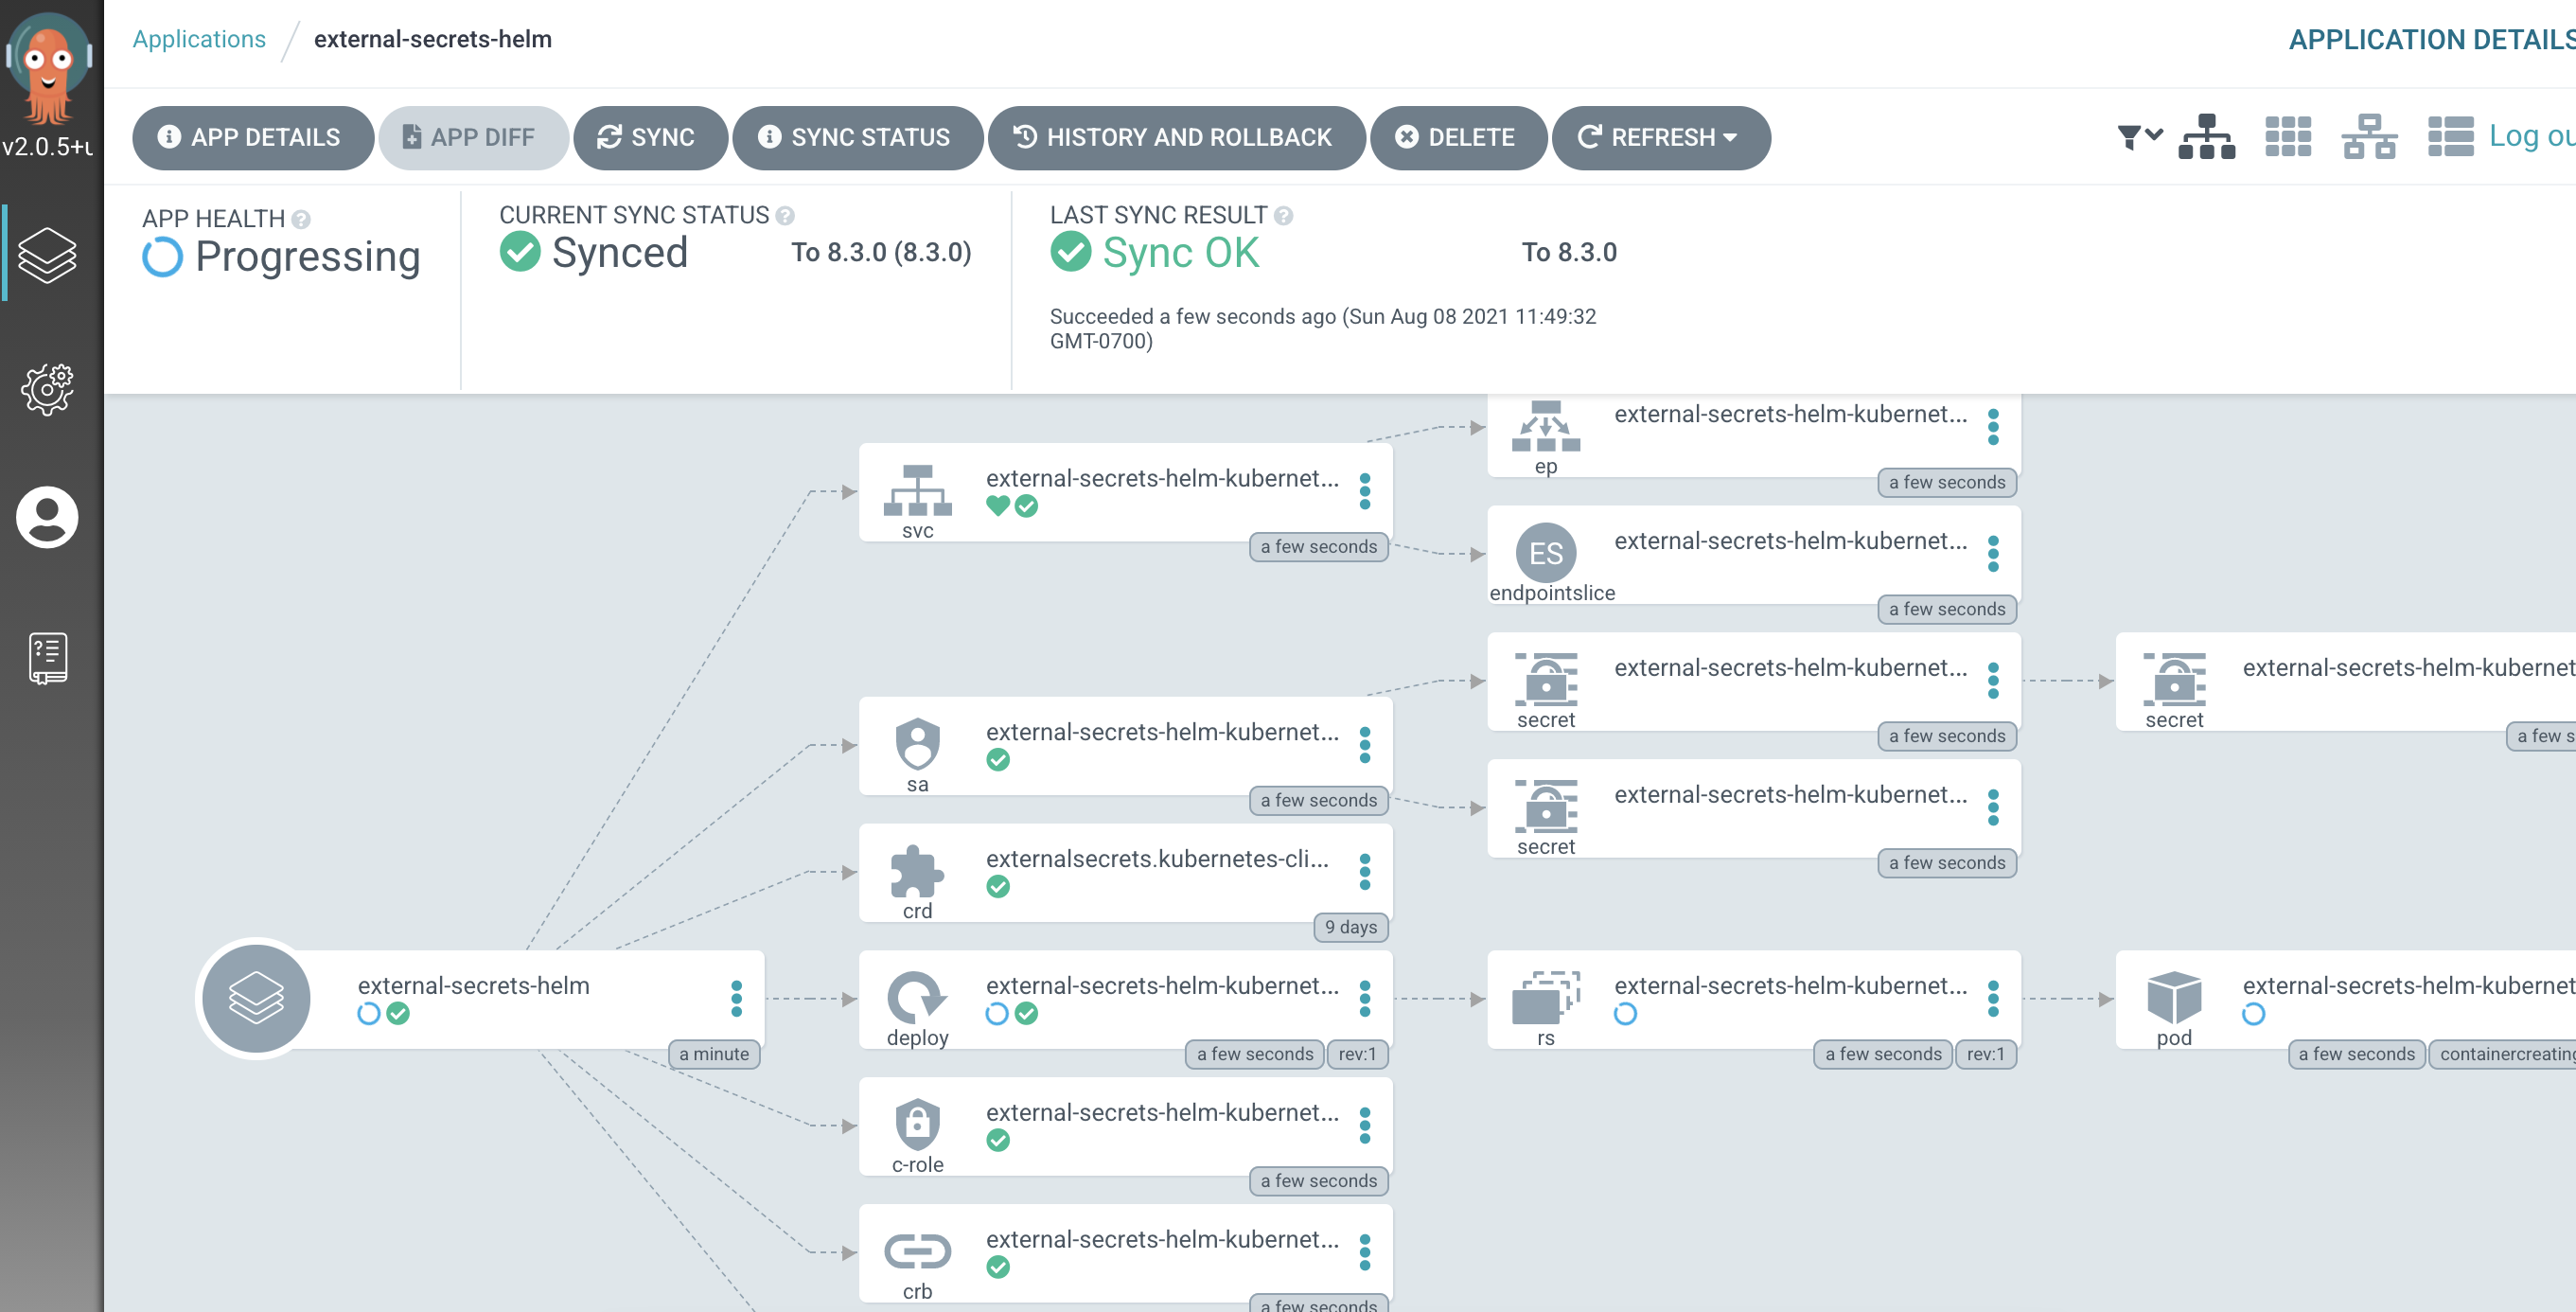 Applications / external-secrets-helm
APPLICATION DETAILS
v2.0.5+u
APP DETAILS
APP DIFF
SYNC
SYNC STATUS
HISTORY AND ROLLBACK
DELETE
REFRESH
Log ou
APP HEALTH ?
Progressing
CURRENT SYNC STATUS ?
Synced
To 8.3.0 (8.3.0)
LAST SYNC RESULT ?
Sync OK
To 8.3.0
Succeeded a few seconds ago (Sun Aug 08 2021 11:49:32
GMT-0700)
external-secrets-helm-kubernet...
ep
a few seconds
external-secrets-helm-kubernet...
svc
a few seconds
ES
external-secrets-helm-kubernet...
endpointslice
a few seconds
external-secrets-helm-kubernet...
secret
a few seconds
external-secrets-helm-kubernet
secret
a few s
external-secrets-helm-kubernet...
sa
a few seconds
external-secrets-helm-kubernet...
secret
a few seconds
externalsecrets.kubernetes-cli...
crd
9 days
external-secrets-helm
a minute
external-secrets-helm-kubernet...
deploy
a few seconds
rev:1
external-secrets-helm-kubernet...
rs
a few seconds
rev:1
external-secrets-helm-kubernet
pod
a few seconds
containercreating
external-secrets-helm-kubernet...
c-role
a few seconds
external-secrets-helm-kubernet...
crb
a few seconds